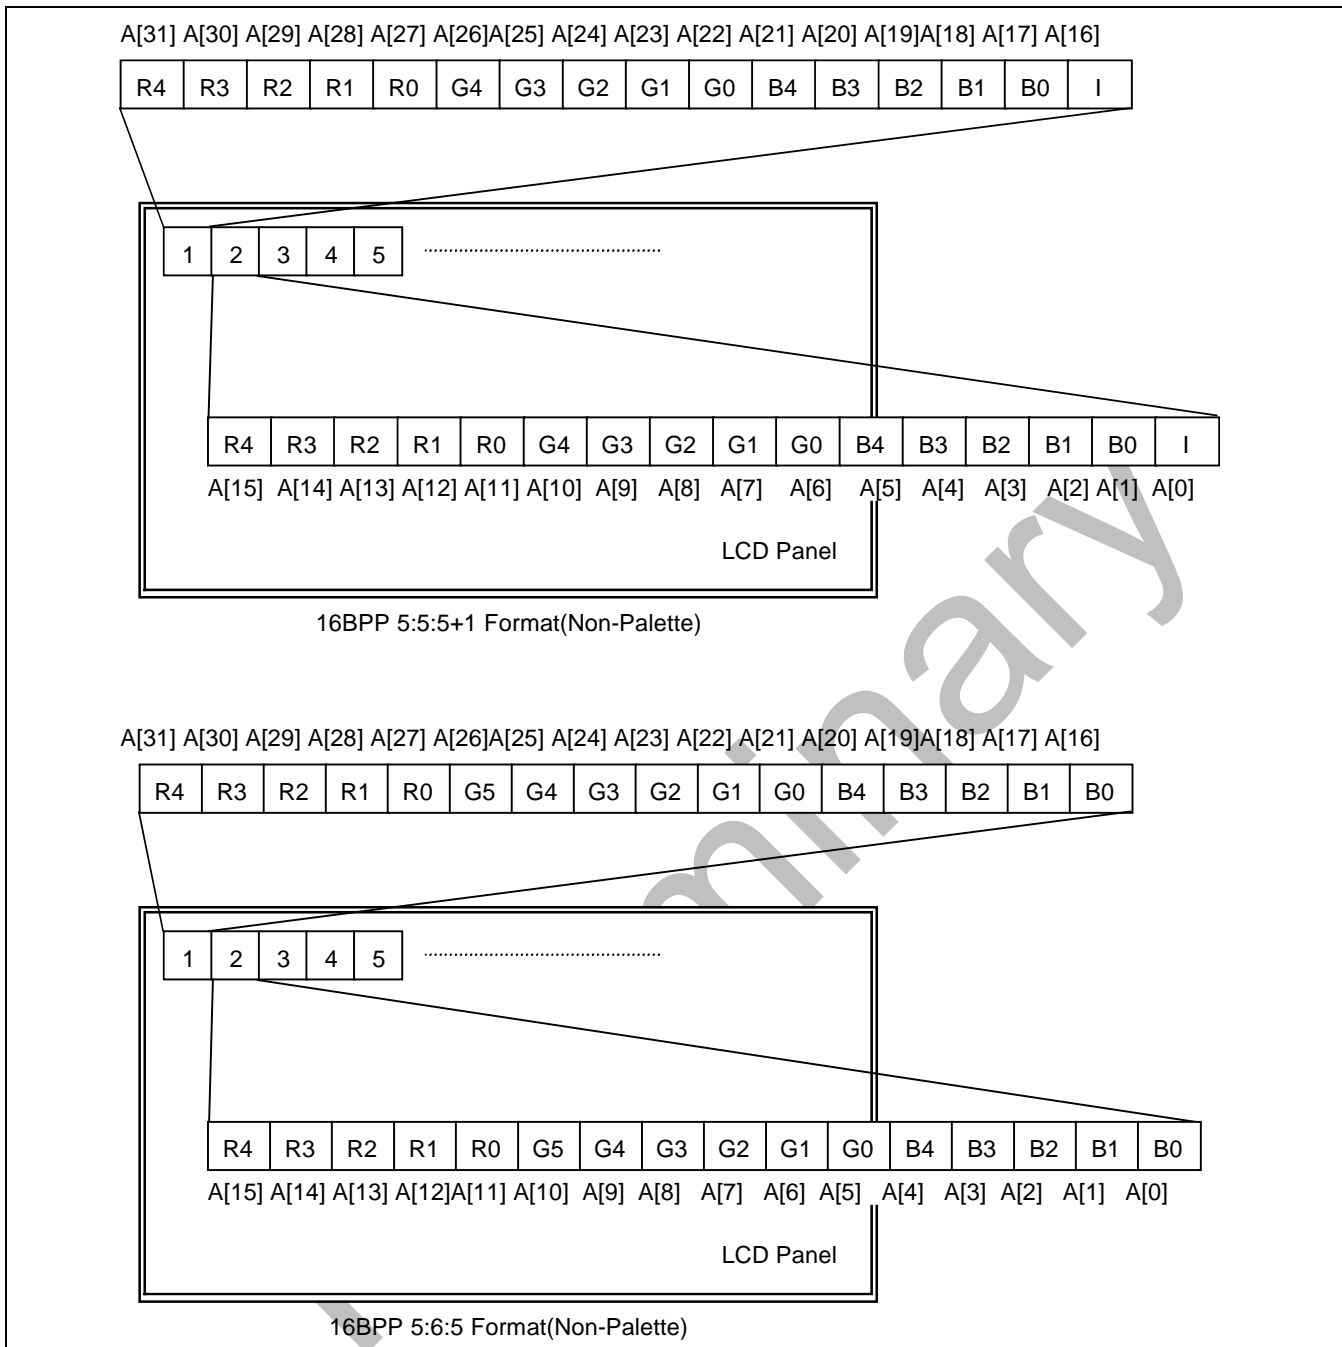 A[31] A[30] A[29] A[28] A[27] A[26]A[25] A[24] A[23] A[22] A[21] A[20] A[19]A[18] A[17] A[16]
R4 R3 R2 R1 R0 G4 G3 G2 G1 G0 B4 B3 B2 B1 B0 I
1 2 3 4 5
R4 R3 R2 R1 R0 G4 G3 G2 G1 G0 B4 B3 B2 B1 B0 I
A[15] A[14] A[13] A[12] A[11] A[10] A[9] A[8] A[7] A[6] A[5] A[4] A[3] A[2] A[1] A[0]
LCD Panel
16BPP 5:5:5+1 Format(Non-Palette)
A[31] A[30] A[29] A[28] A[27] A[26]A[25] A[24] A[23] A[22] A[21] A[20] A[19]A[18] A[17] A[16]
R4 R3 R2 R1 R0 G5 G4 G3 G2 G1 G0 B4 B3 B2 B1 B0
1 2 3 4 5
R4 R3 R2 R1 R0 G5 G4 G3 G2 G1 G0 B4 B3 B2 B1 B0
A[15] A[14] A[13] A[12]A[11] A[10] A[9] A[8] A[7] A[6] A[5] A[4] A[3] A[2] A[1] A[0]
LCD Panel
16BPP 5:6:5 Format(Non-Palette)